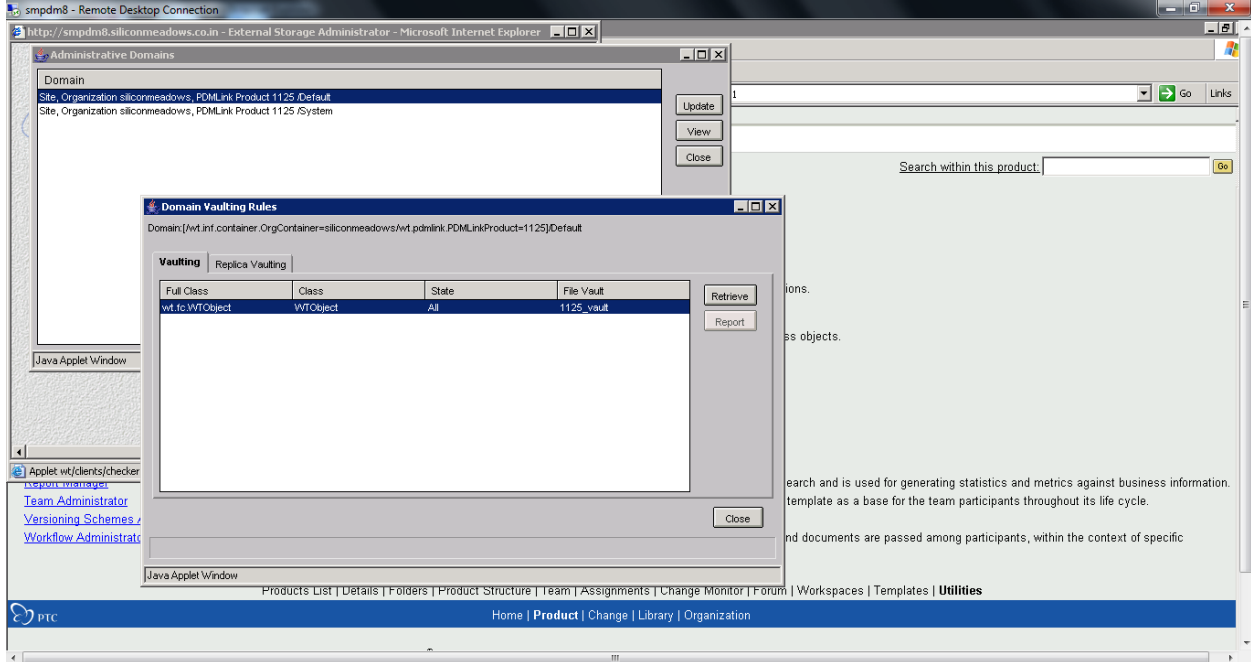 smpdm8 - Remote Desktop Connection
http://smpdm8.siliconmeadows.co.in - External Storage Administrator - Microsoft Internet Explorer
Administrative Domains
Domain
Site, Organization siliconmeadows, PDMLink Product 1125 /Default
Site, Organization siliconmeadows, PDMLink Product 1125 /System
Update
View
Close
1
Go
Links
Search within this product:
Go
Domain Vaulting Rules
Domain:[/wt.inf.container.OrgContainer=siliconmeadows/wt.pdmlink.PDMLinkProduct=1125]/Default
Vaulting
Replica Vaulting
Full Class
Class
State
File Vault
wt.fc.WTObject
WTObject
All
1125_vault
Retrieve
Report
ions.
ss objects.
Java Applet Window
Applet wt/clients/checker
Report Manager
earch and is used for generating statistics and metrics against business information.
Team Administrator
template as a base for the team participants throughout its life cycle.
Versioning Schemes
Close
Workflow Administrato
nd documents are passed among participants, within the context of specific
Java Applet Window
Products List | Details | Folders | Product Structure | Team | Assignments | Change Monitor | Forum | Workspaces | Templates | Utilities
PTC
Home | Product | Change | Library | Organization